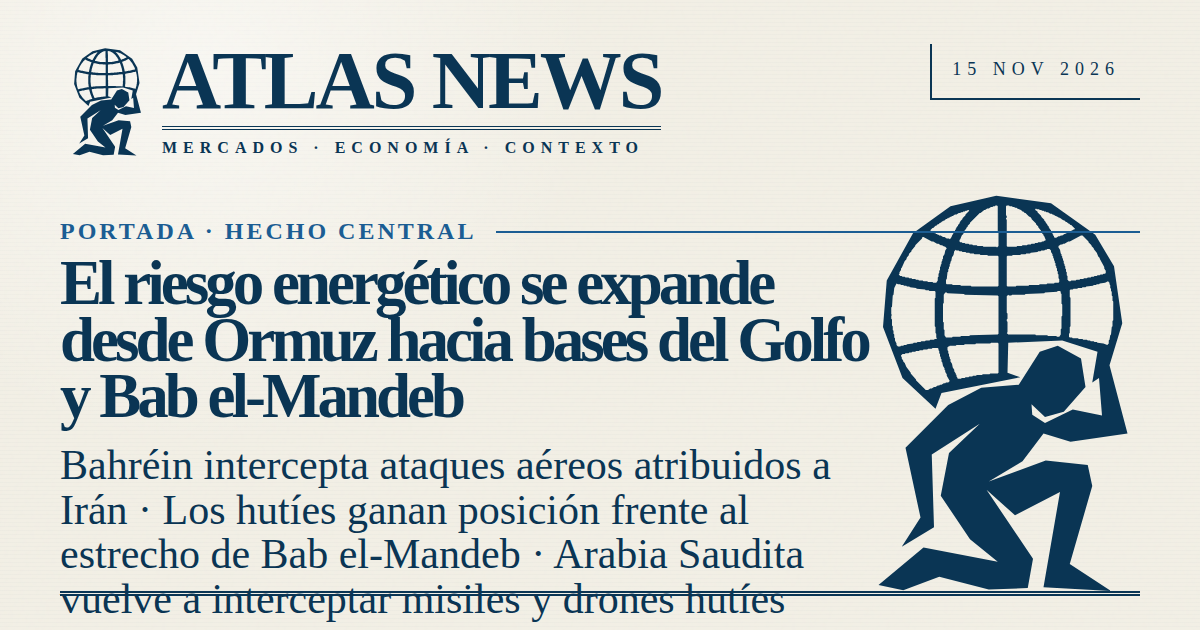 ATLAS NEWS
MERCADOS · ECONOMÍA · CONTEXTO
15 NOV 2026
PORTADA · HECHO CENTRAL
El riesgo energético se expande
desde Ormuz hacia bases del Golfo
y Bab el-Mandeb
Bahréin intercepta ataques aéreos atribuidos a
Irán · Los hutíes ganan posición frente al
estrecho de Bab el-Mandeb · Arabia Saudita
vuelve a interceptar misiles y drones hutíes